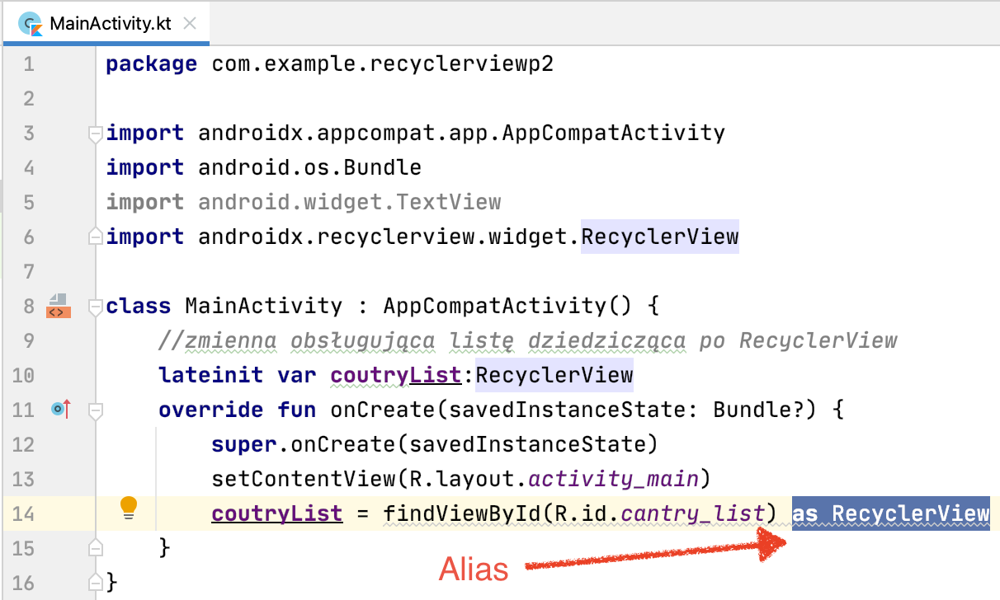 MainActivity.kt
1 package com.example.recyclerviewp2
2
3 import androidx.appcompat.app.AppCompatActivity
4 import android.os.Bundle
5 import android.widget.TextView
6 import androidx.recyclerview.widget.RecyclerView
7
8 class MainActivity : AppCompatActivity() {
9 //zmienna obsługująca listę dziedzicząca po RecyclerView
10 lateinit var coutryList:RecyclerView
11 override fun onCreate(savedInstanceState: Bundle?) {
12 super.onCreate(savedInstanceState)
13 setContentView(R.layout.activity_main)
14 coutryList = findViewById(R.id.cantry_list) as RecyclerView
15 }
Alias
16 }